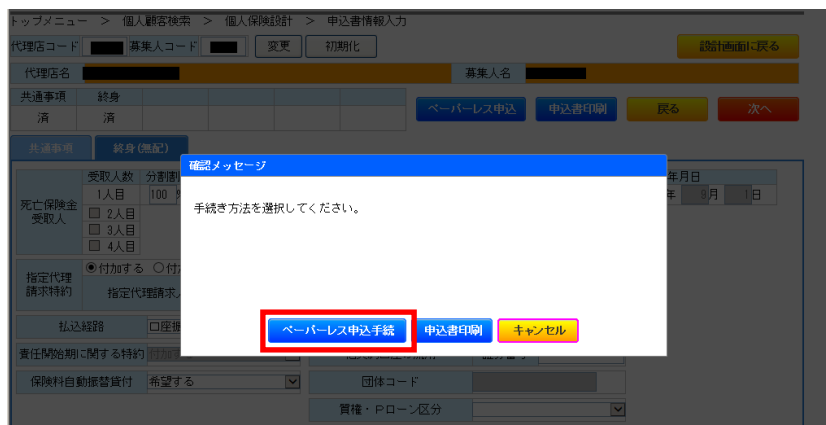 トップメニュー ＞ 個人顧客検索 ＞ 個人保険設計 ＞ 申込書情報入力
代理店コード 募集人コード 変更 初期化 設計画面に戻る
代理店名 募集人名
共通事項 終身
済 済
ペーパーレス申込 申込書印刷 戻る 次へ
共通事項 終身(無配)
確認メッセージ
手続き方法を選択してください。
ペーパーレス申込手続 申込書印刷 キャンセル
受取人数 分割割 年月日
死亡保険金
受取人
1人目 100 年 8月 1日
2人目
3人目
4人目
指定代理
請求特約
付加する
指定代理請求
払込経路 口座振
責任開始期に関する特約 付加
保険料自動振替貸付 希望する 団体コード
質権・Ｐローン区分